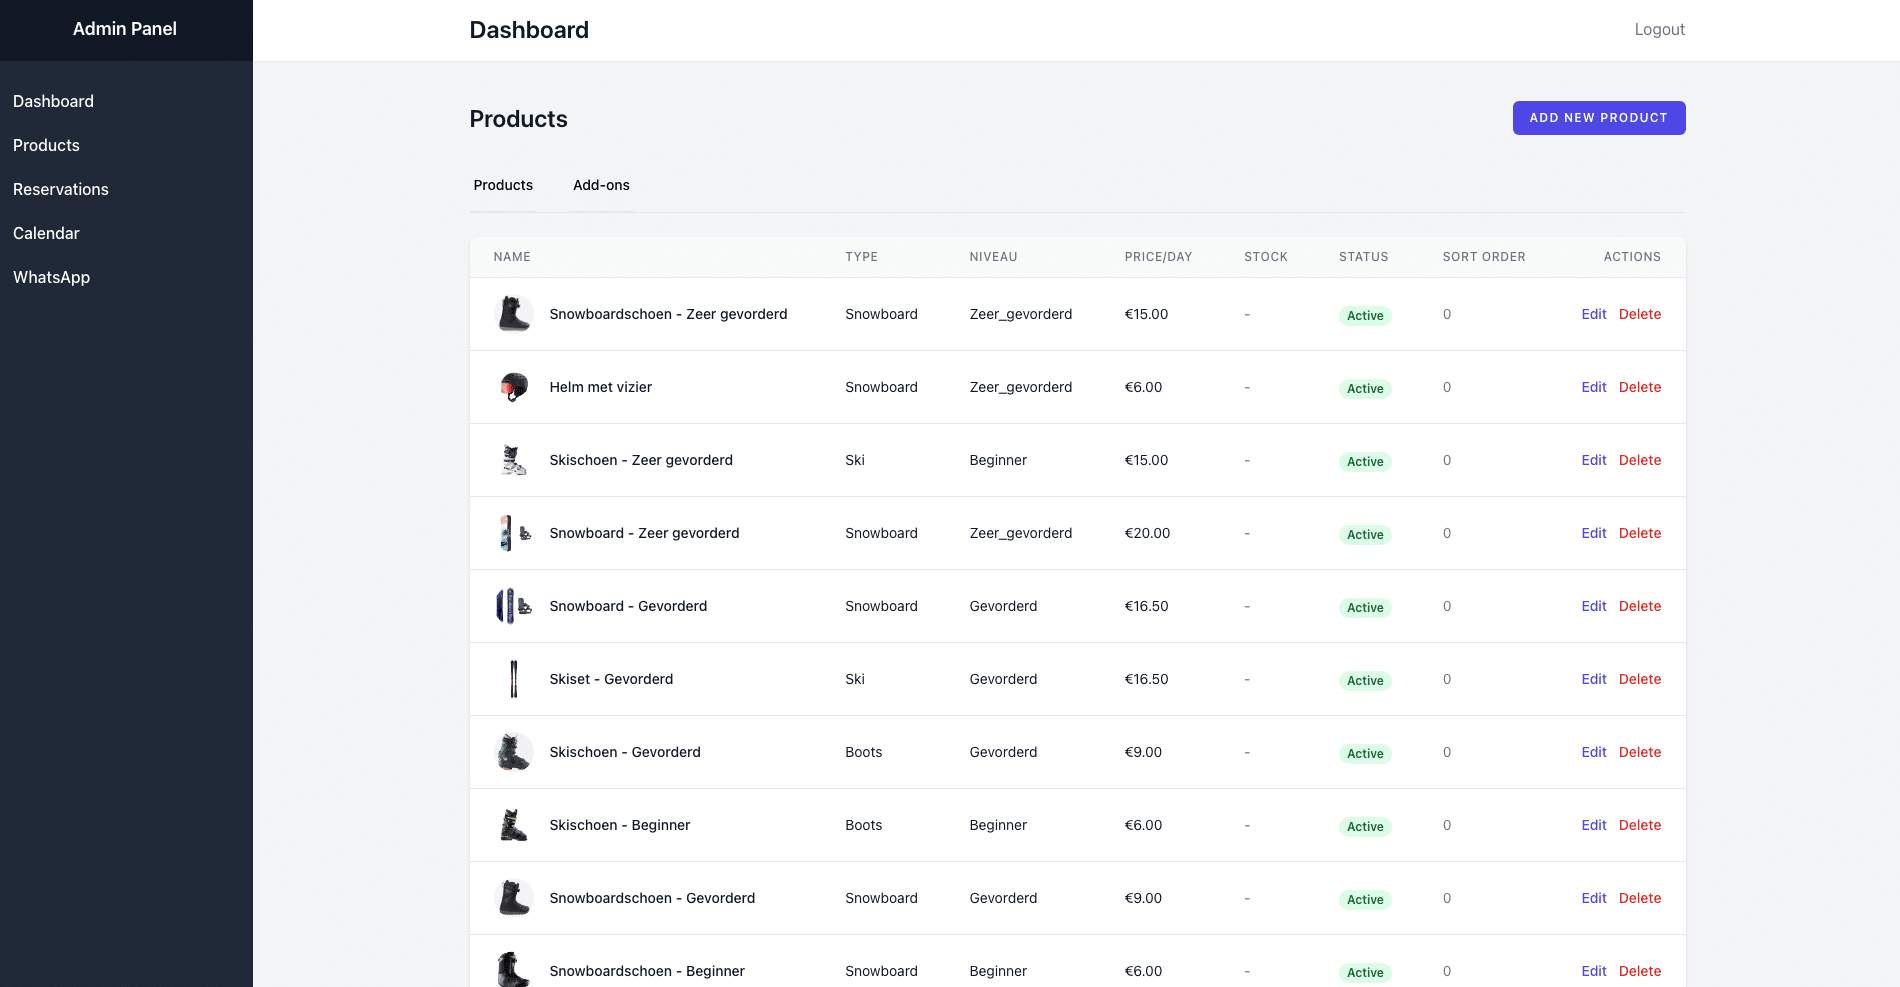 Admin Panel
Dashboard
Logout
Dashboard
Products
Reservations
Calendar
WhatsApp
Products
ADD NEW PRODUCT
Products Add-ons
NAME TYPE NIVEAU PRICE/DAY STOCK STATUS SORT ORDER ACTIONS
Snowboardschoen - Zeer gevorderd Snowboard Zeer_gevorderd €15.00 - Active 0 Edit Delete
Helm met vizier Snowboard Zeer_gevorderd €6.00 - Active 0 Edit Delete
Skischoen - Zeer gevorderd Ski Beginner €15.00 - Active 0 Edit Delete
Snowboard - Zeer gevorderd Snowboard Zeer_gevorderd €20.00 - Active 0 Edit Delete
Snowboard - Gevorderd Snowboard Gevorderd €16.50 - Active 0 Edit Delete
Skiset - Gevorderd Ski Gevorderd €16.50 - Active 0 Edit Delete
Skischoen - Gevorderd Boots Gevorderd €9.00 - Active 0 Edit Delete
Skischoen - Beginner Boots Beginner €6.00 - Active 0 Edit Delete
Snowboardschoen - Gevorderd Snowboard Gevorderd €9.00 - Active 0 Edit Delete
Snowboardschoen - Beginner Snowboard Beginner €6.00 - Active 0 Edit Delete